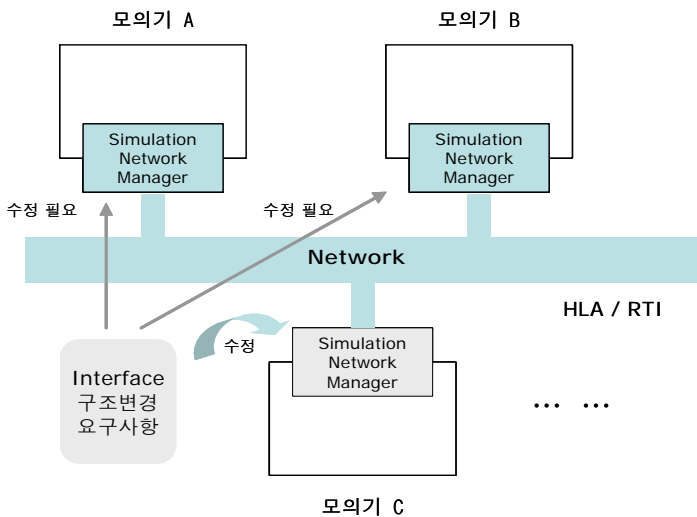 모의기 A
모의기 B
Simulation
Network
Manager
Simulation
Network
Manager
수정 필요
수정 필요
Network
HLA / RTI
수정
Simulation
Network
Manager
Interface
구조변경
요구사항
... ...
모의기 C